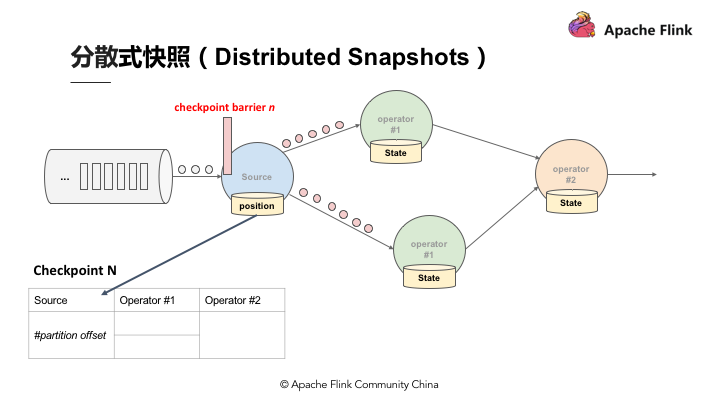 Apache Flink
分散式快照（Distributed Snapshots）
checkpoint barrier n
operator
#1
State
...
Source
position
operator
#2
State
operator
#1
State
Checkpoint N
Source Operator #1 Operator #2
#partition offset
© Apache Flink Community China